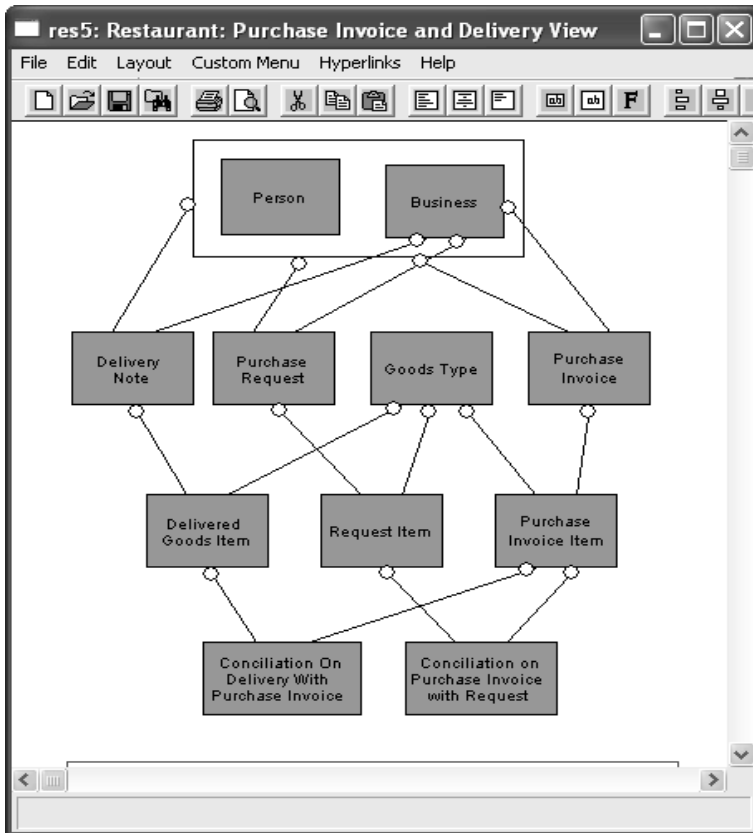 res5: Restaurant: Purchase Invoice and Delivery View
File Edit Layout Custom Menu Hyperlinks Help
ab ab F
Person
Business
Delivery
Note
Purchase
Request
Goods Type
Purchase
Invoice
Delivered
Goods Item
Request Item
Purchase
Invoice Item
Conciliation On
Delivery With
Purchase Invoice
Conciliation on
Purchase Invoice
with Request